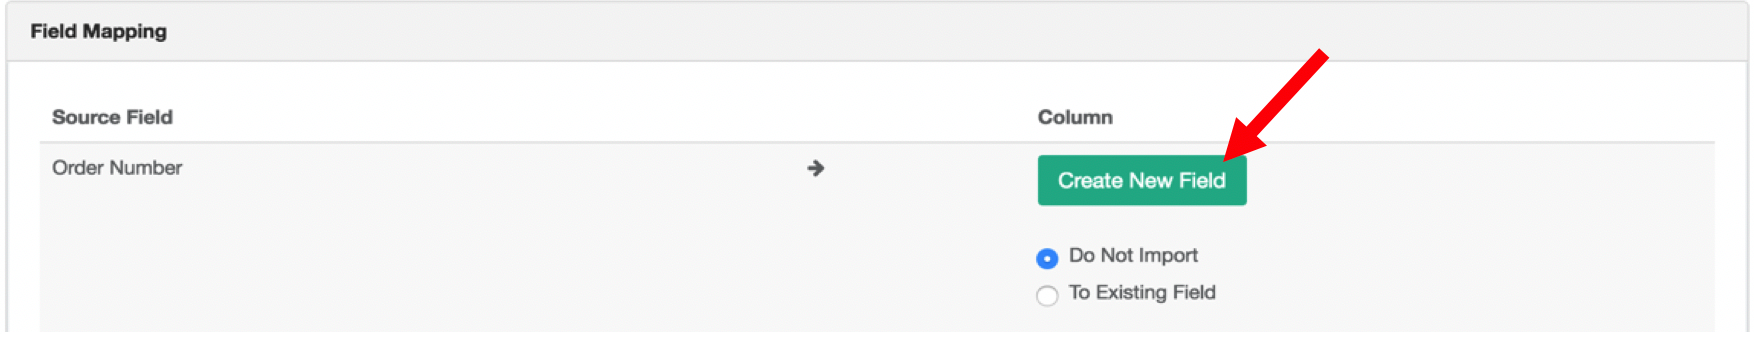 Field Mapping
Source Field
Column
Order Number
Create New Field
Do Not Import
To Existing Field